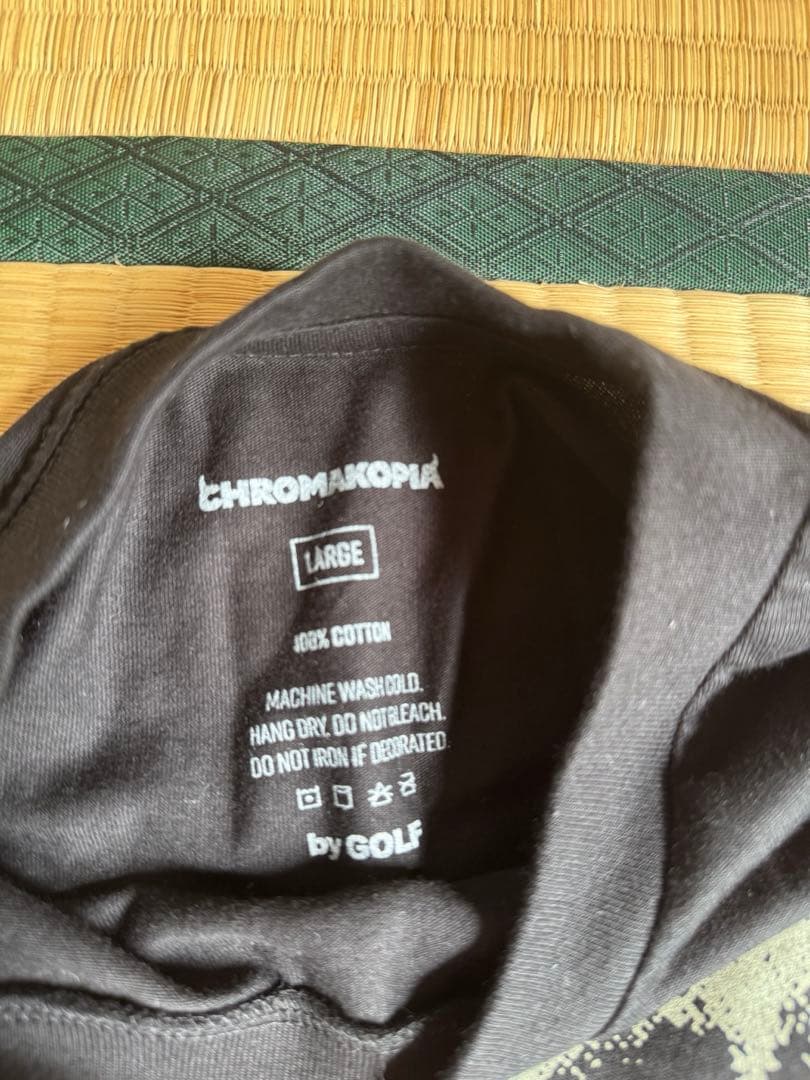 CHROMAKOPIA
LARGE
100% COTTON
MACHINE WASH COLD.
HANG DRY. DO NOT BLEACH.
DO NOT IRON IF DECORATED.
by GOLF